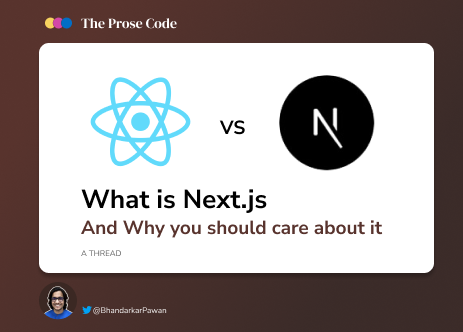 The Prose Code
vs
N
What is Next.js
And Why you should care about it
A THREAD
@BhandarkarPawan